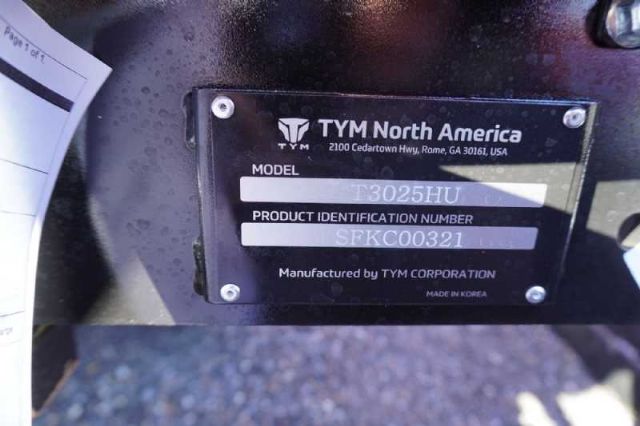 Page 1 of 1
TYM
TYM North America
2100 Cedartown Hwy, Rome, GA 30161, USA
MODEL
T3025HU
PRODUCT IDENTIFICATION NUMBER
SFKC00321
Manufactured by TYM CORPORATION
MADE IN KOREA